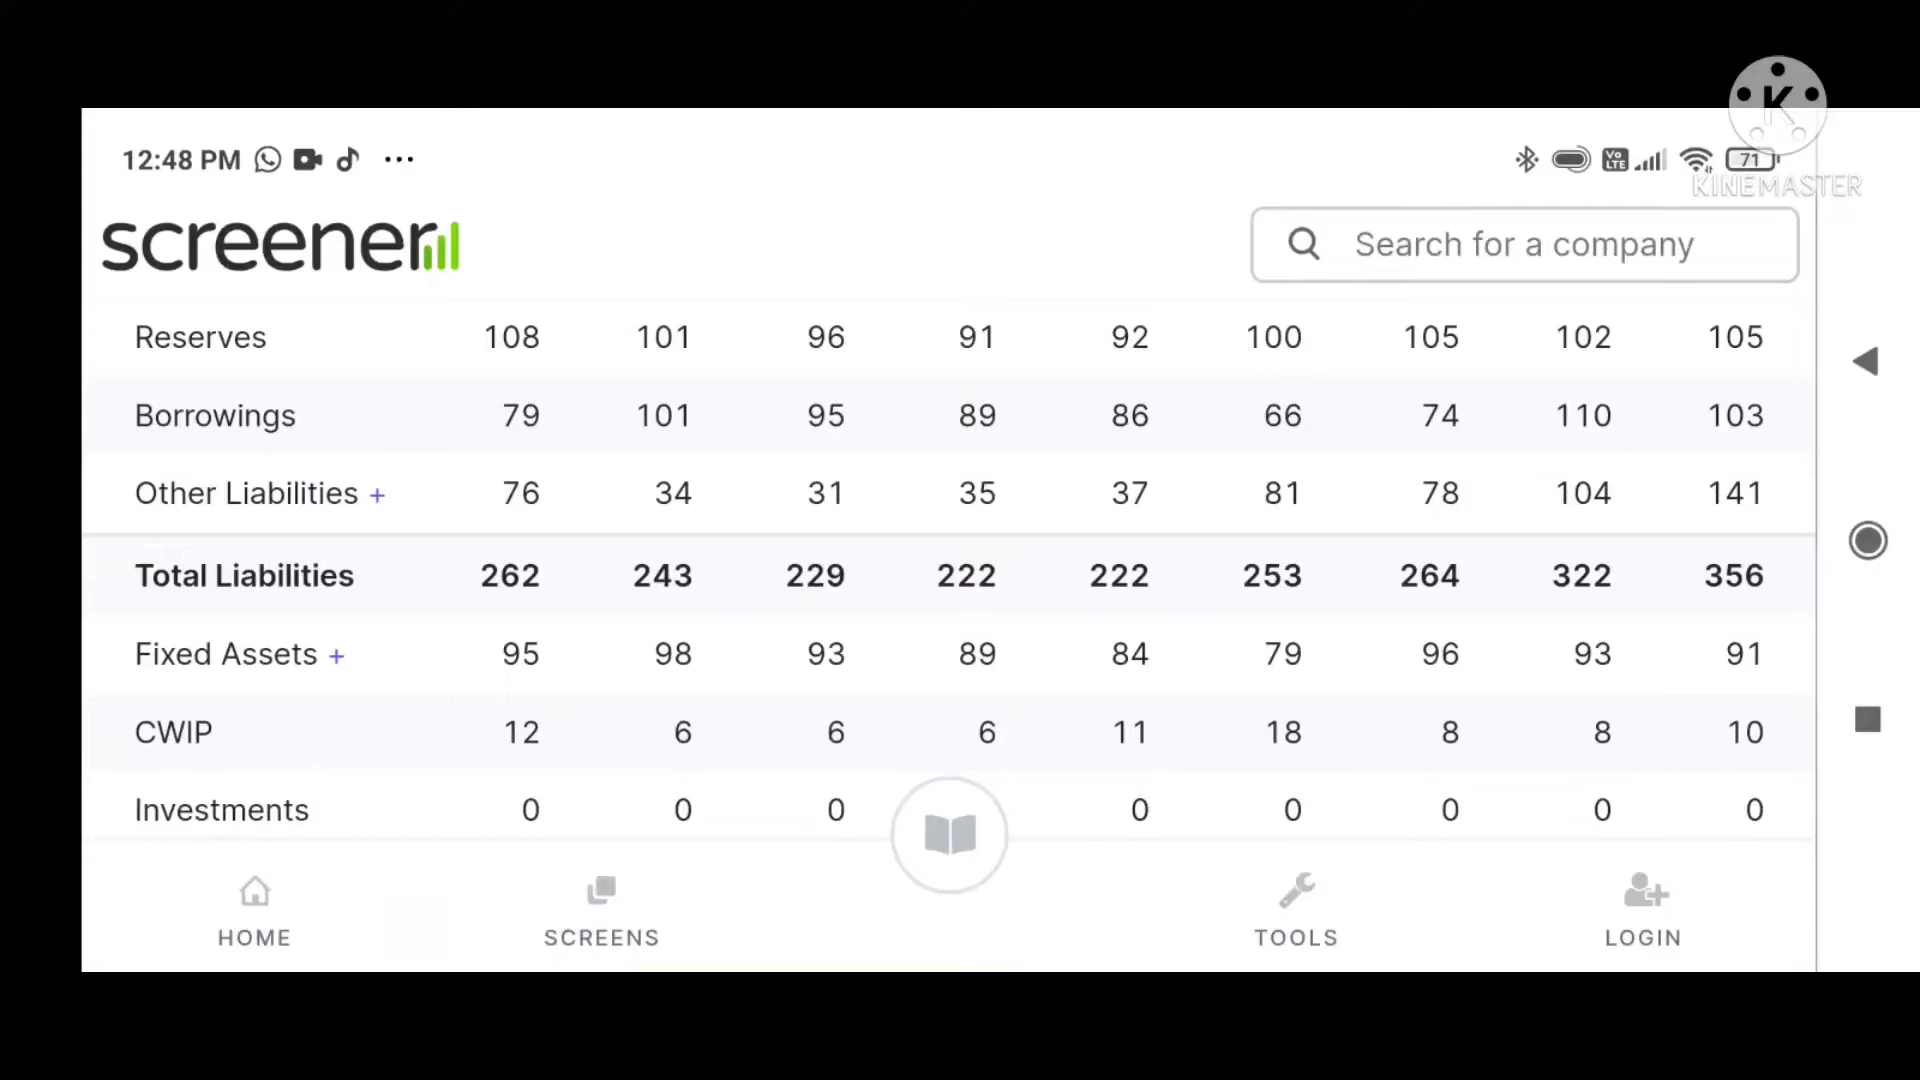 12:48 PM
Vo LTE
71
K
KINEMASTER
screener
Search for a company
Reserves 108 101 96 91 92 100 105 102 105
Borrowings 79 101 95 89 86 66 74 110 103
Other Liabilities + 76 34 31 35 37 81 78 104 141
Total Liabilities 262 243 229 222 222 253 264 322 356
Fixed Assets + 95 98 93 89 84 79 96 93 91
CWIP 12 6 6 6 11 18 8 8 10
Investments 0 0 0 0 0 0 0 0
HOME SCREENS TOOLS LOGIN